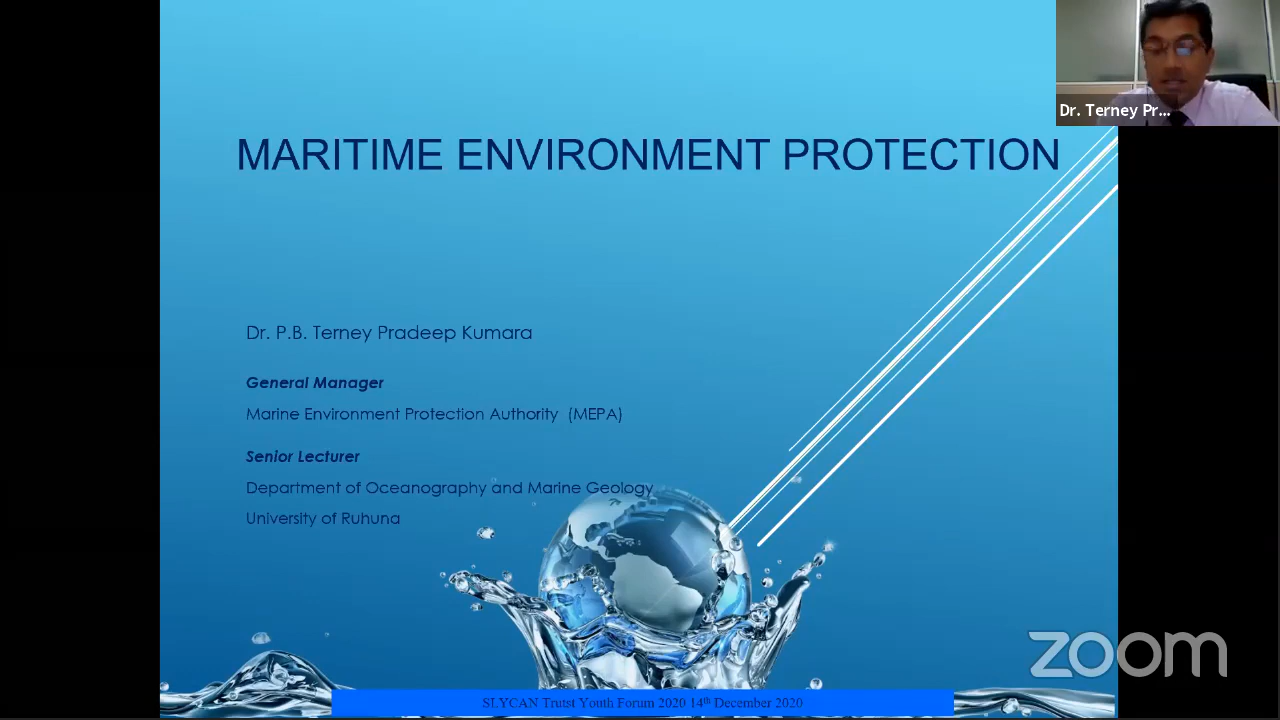 MARITIME ENVIRONMENT PROTECTION
Dr. Terney Pr...
Dr. P.B. Terney Pradeep Kumara
General Manager
Marine Environment Protection Authority (MEPA)
Senior Lecturer
Department of Oceanography and Marine Geology
University of Ruhuna
zoom
SLYCAN Trutst Youth Forum 2020 14th December 2020